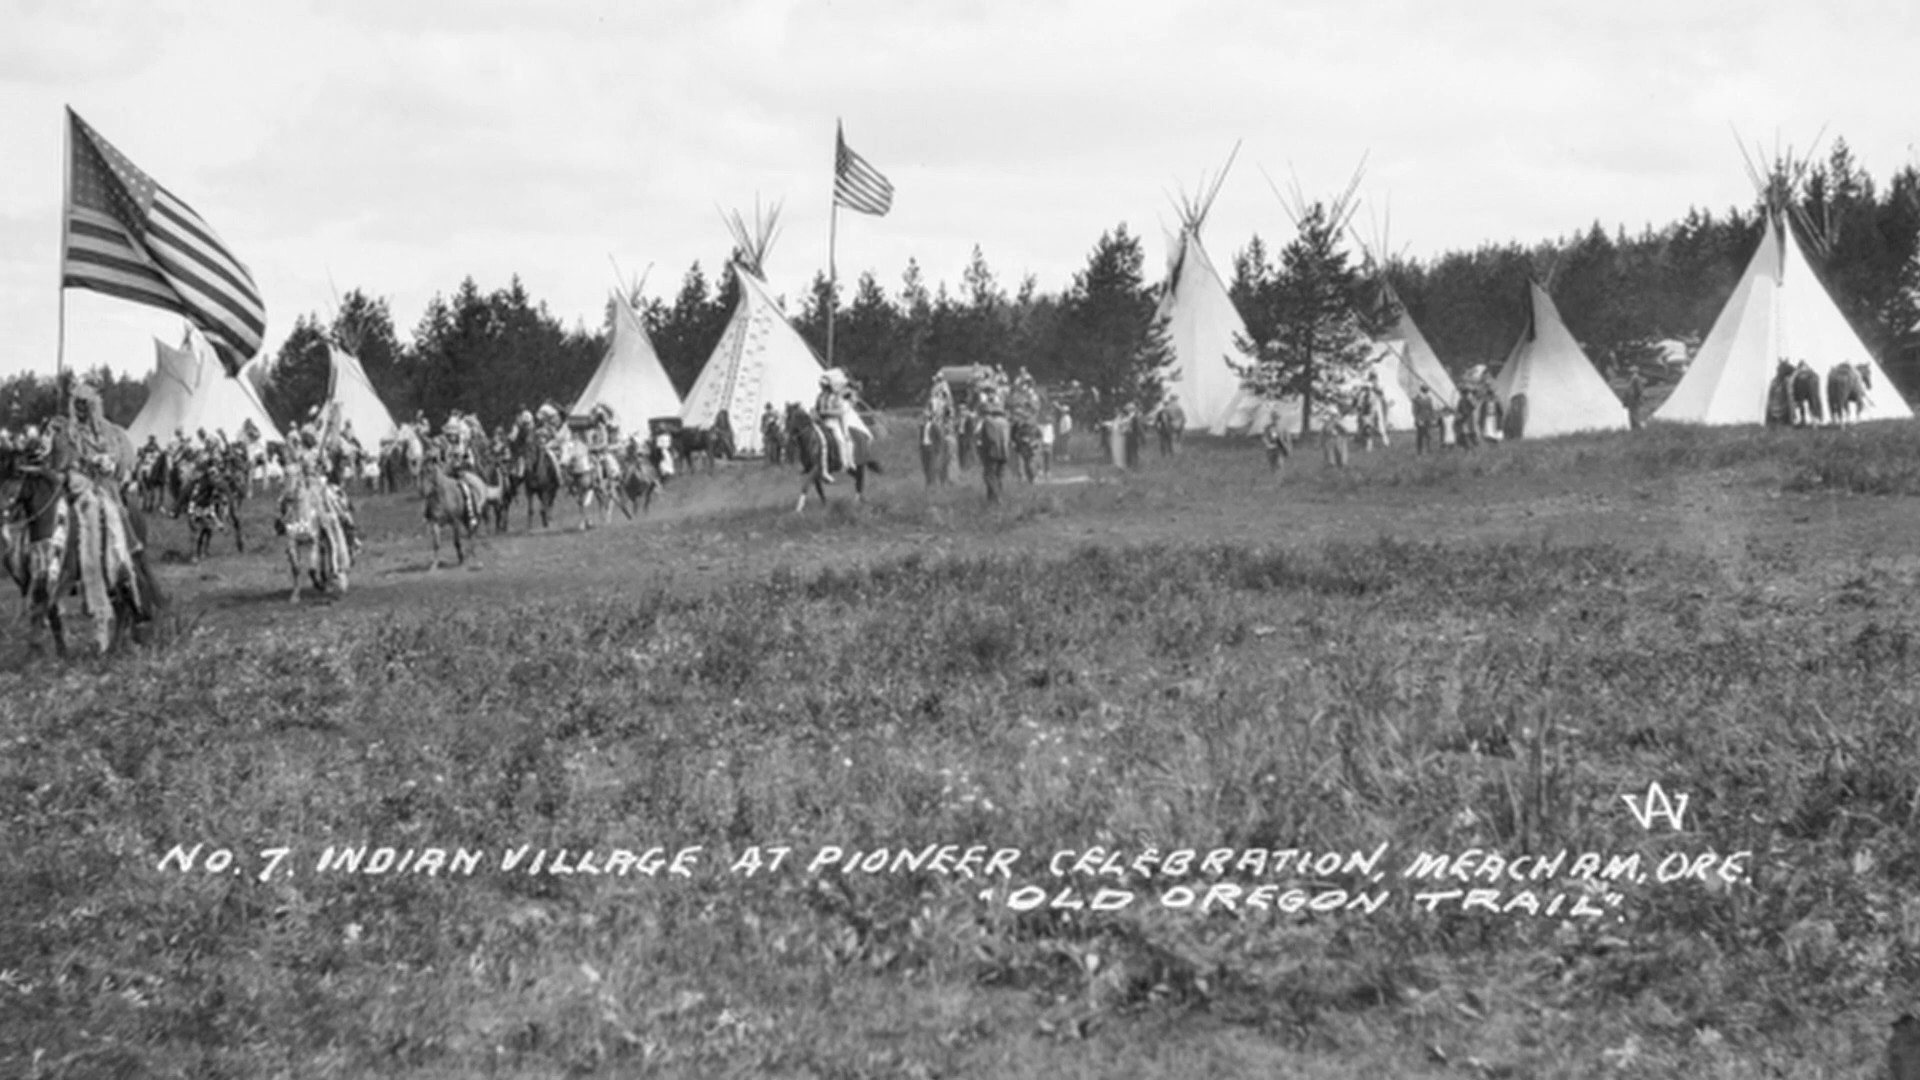 NO. 7. INDIAN VILLAGE AT PIONEER CELEBRATION, MEACHAM, ORE.
"OLD OREGON TRAIL".